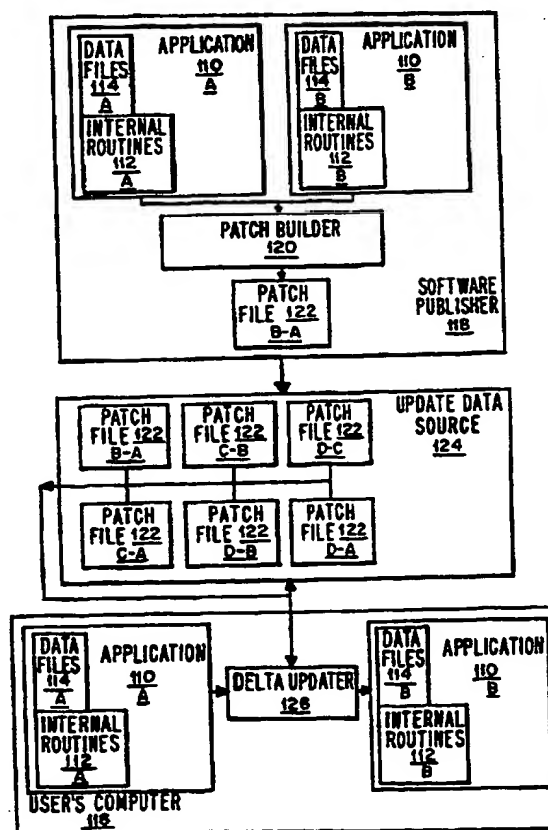 DATA
FILES
114
A
APPLICATION
110
A
INTERNAL
ROUTINES
112
A
DATA
FILES
114
B
APPLICATION
110
B
INTERNAL
ROUTINES
112
B
PATCH BUILDER
120
PATCH
FILE 122
B-A
SOFTWARE
PUBLISHER
118
UPDATE DATA
SOURCE
124
PATCH
FILE 122
B-A
PATCH
FILE 122
C-B
PATCH
FILE 122
D-C
PATCH
FILE 122
C-A
PATCH
FILE 122
D-B
PATCH
FILE 122
D-A
DATA
FILES
114
A
APPLICATION
110
A
INTERNAL
ROUTINES
112
A
USER'S COMPUTER
116
DELTA UPDATER
126
DATA
FILES
114
B
APPLICATION
110
B
INTERNAL
ROUTINES
112
B